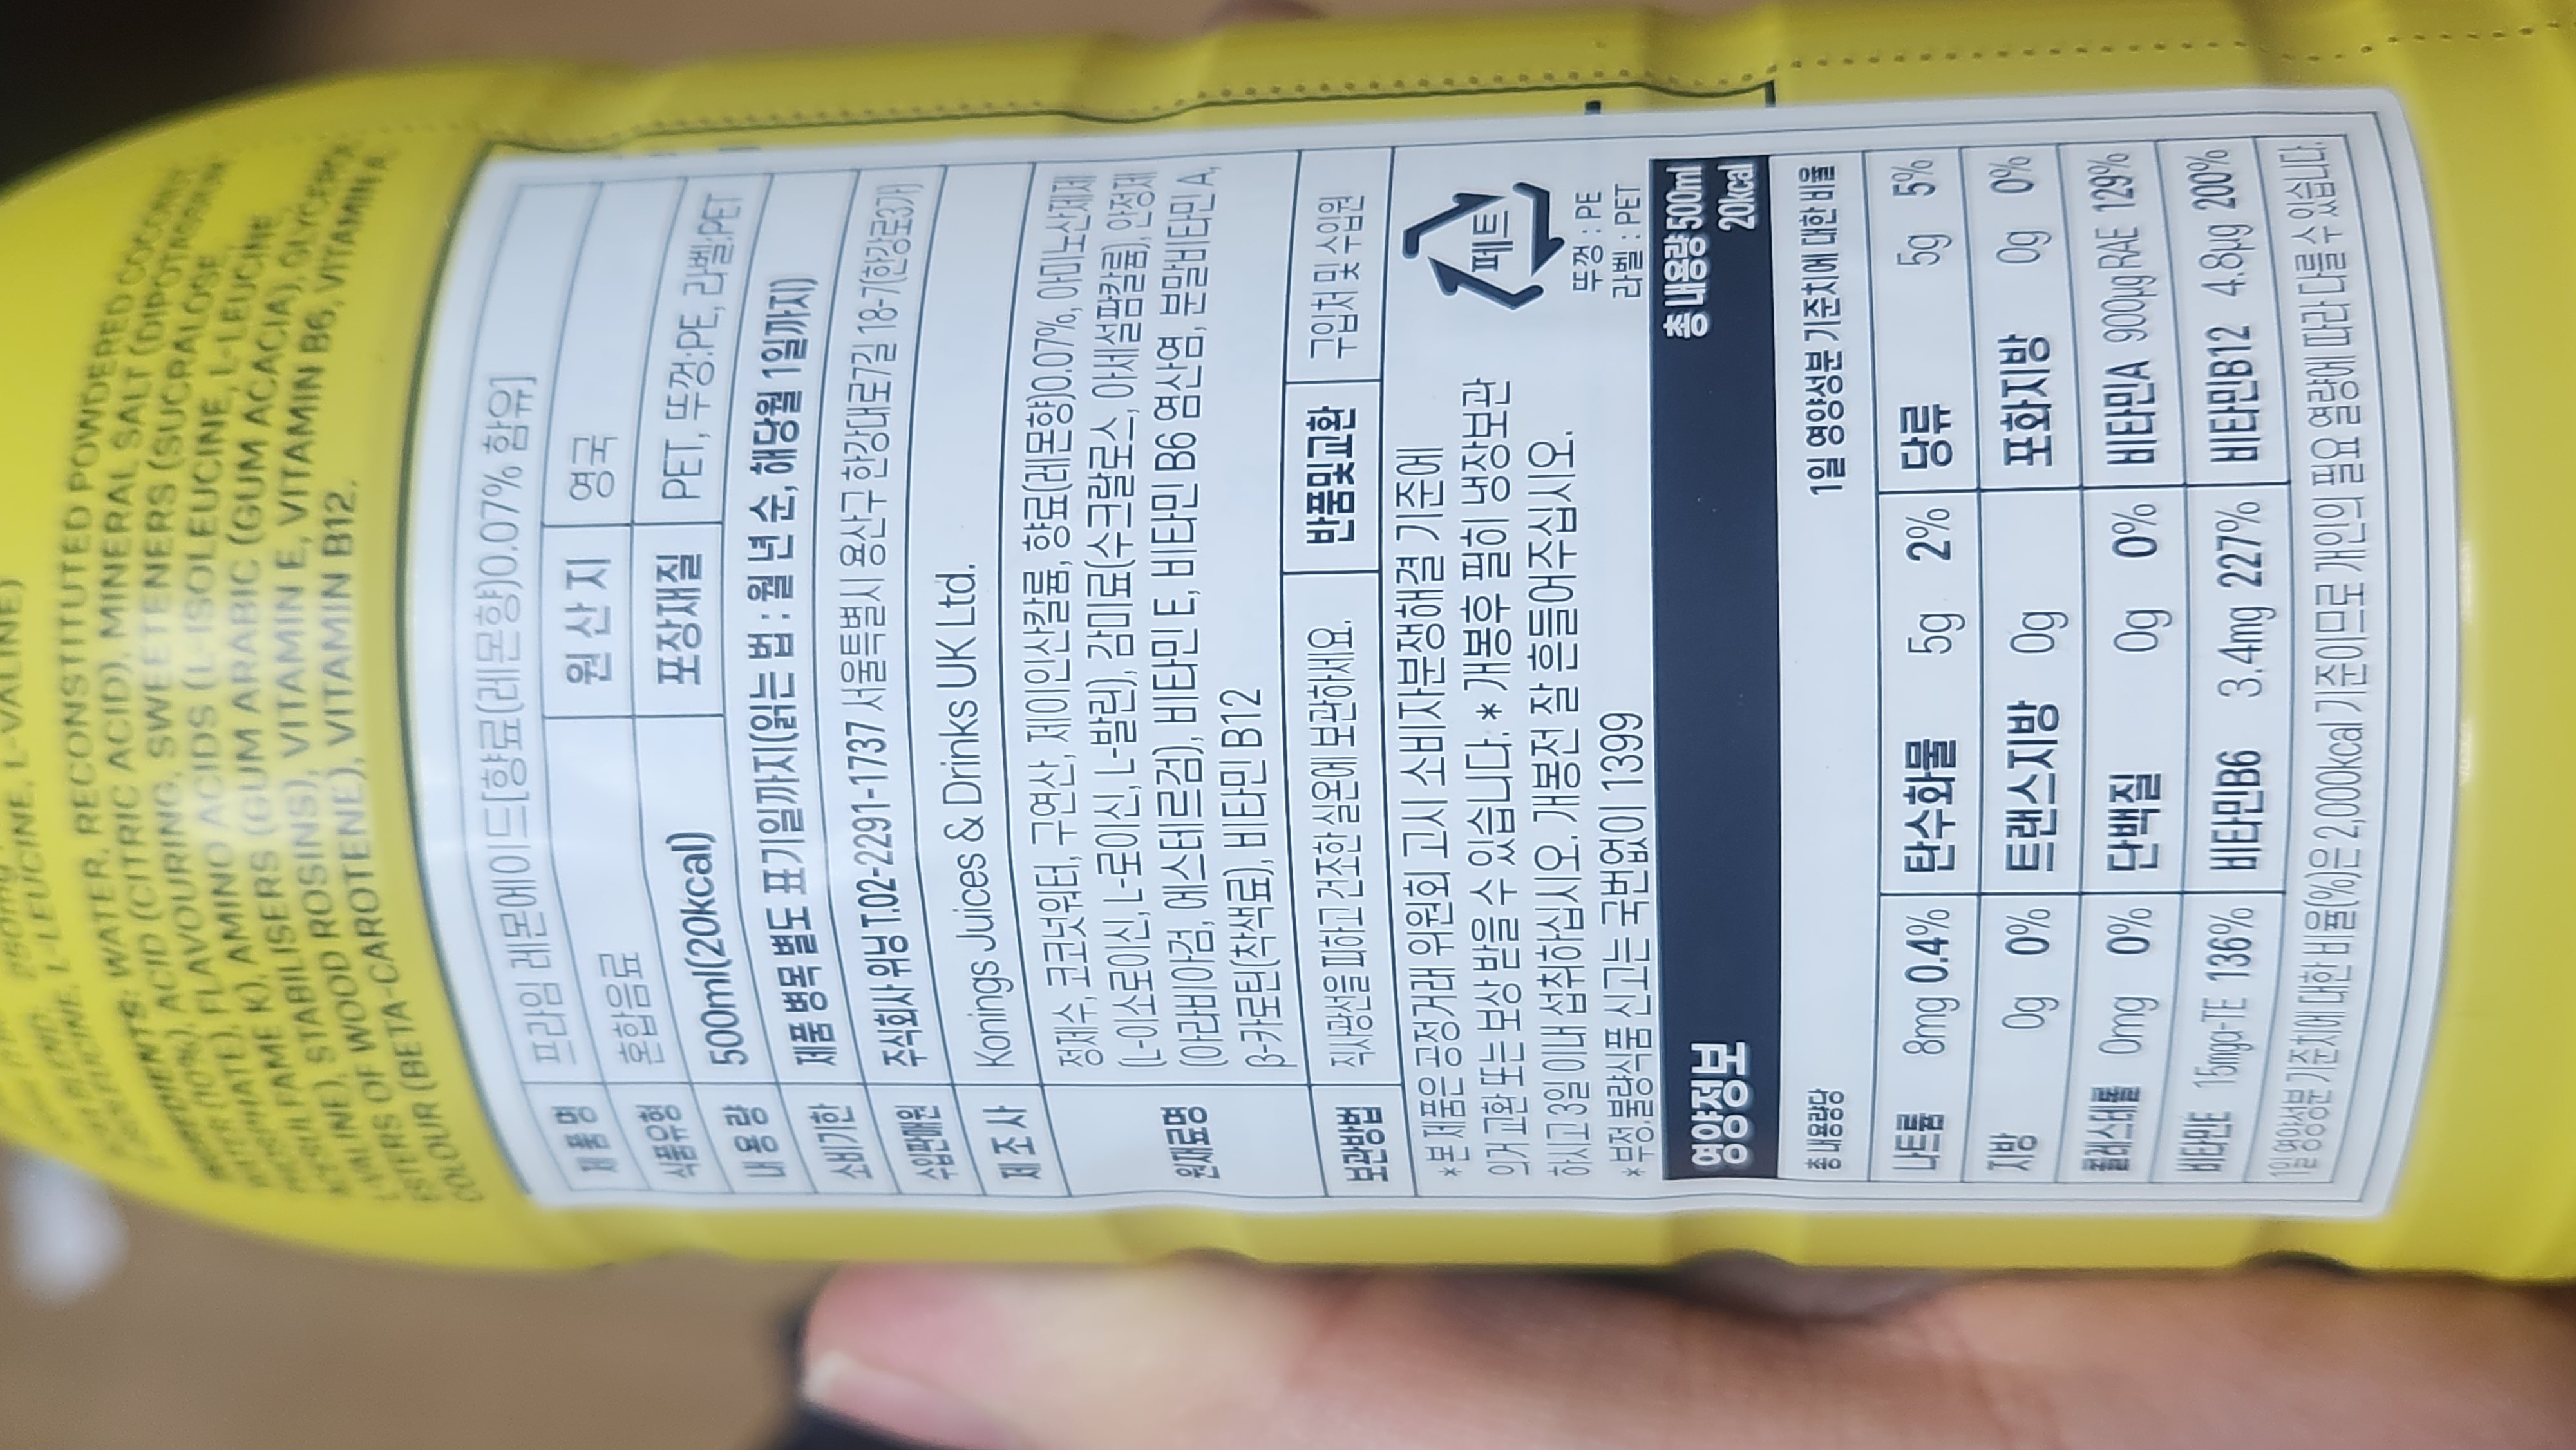 L-LEUCINE, L-VALINE)
INGREDIENTS: WATER, RECONSTITUTED POWDERED COCONUT
(10%), ACID (CITRIC ACID), MINERAL SALT (DIPOTASSIUM
FLAVOURING, SWEETENERS (SUCRALOSE,
ACESULFAME K), AMINO ACIDS (L-ISOLEUCINE, L-LEUCINE
STABILISERS (GUM ARABIC (GUM ACACIA), GLYCEROL
ESTERS OF WOOD ROSINS), VITAMIN E, VITAMIN B6, VITAMIN A,
COLOUR (BETA-CAROTENE), VITAMIN B12.
제품명 프라임 레몬에이드[향료(레몬향)0.07% 함유]
식품유형 혼합음료 원산지 영국
내용량 500ml(20kcal) 포장재질 PET, 뚜껑:PE, 라벨:PET
소비기한 제품 병목 별도 표기일까지(읽는 법 : 월 년 순, 해당월 1일까지)
수입판매원 주식회사 위닝 T.02-2291-1737 서울특별시 용산구 한강대로7길 18-7(한강로3가)
제조사 Konings Juices & Drinks UK Ltd.
원재료명 정제수, 코코넛워터, 구연산, 제이인산칼륨, 향료(레몬향)0.07%, 아미노산제제
(L-이소로이신, L-로이신, L-발린), 감미료(수크랄로스, 아세설팜칼륨), 안정제
(아라비아검, 에스테르검), 비타민 E, 비타민 B6 염산염, 분말비타민 A,
β-카로틴(착색료), 비타민 B12
보관방법 직사광선을 피하고 건조한 실온에 보관하세요. 반품및교환 구입처 및 수입원
*본 제품은 공정거래 위원회 고시 소비자분쟁해결 기준에
의거 교환 또는 보상 받을 수 있습니다. * 개봉후 필히 냉장보관
하시고 3일 이내 섭취하십시오. 개봉전 잘 흔들어주십시오.
*부정.불량식품 신고는 국번없이 1399
페트
뚜껑 : PE
라벨 : PET
영양정보 총 내용량 500ml
20kcal
총 내용량당 1일 영양성분 기준치에 대한 비율
나트륨 8mg 0.4% 탄수화물 5g 2% 당류 5g 5%
지방 0g 0% 트랜스지방 0g 포화지방 0g 0%
콜레스테롤 0mg 0% 단백질 0g 0% 비타민A 900μg RAE 129%
비타민E 15mgα-TE 136% 비타민B6 3.4mg 227% 비타민B12 4.8μg 200%
1일 영양성분 기준치에 대한 비율(%)은 2,000kcal 기준이므로 개인의 필요 열량에 따라 다를 수 있습니다.